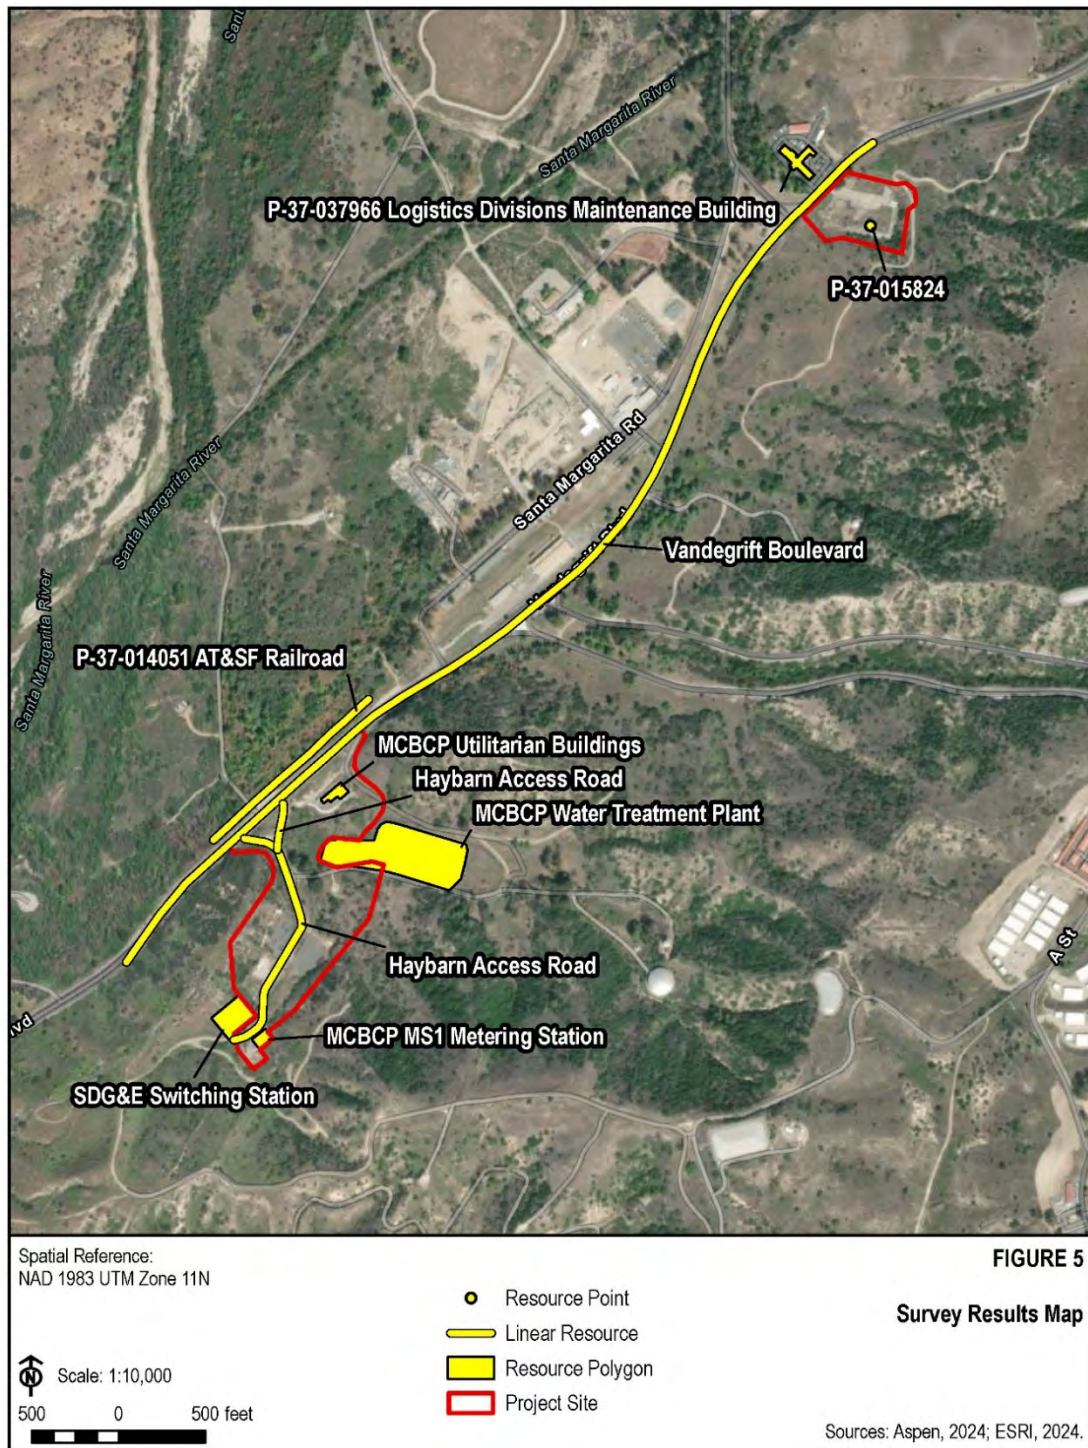 Santa
Santa Margarita River
P-37-037966 Logistics Divisions Maintenance Building
P-37-015824
Santa Margarita River
Santa Margarita Rd
Vandegrift Boulevard
Santa Margarita River
P-37-014051 AT&SF Railroad
MCBCP Utilitarian Buildings
Haybarn Access Road
MCBCP Water Treatment Plant
A St
Haybarn Access Road
lvd
MCBCP MS1 Metering Station
SDG&E Switching Station
Spatial Reference:
NAD 1983 UTM Zone 11N
FIGURE 5
Survey Results Map
Resource Point
Linear Resource
Resource Polygon
Project Site
N
Scale: 1:10,000
500 0 500 feet
Sources: Aspen, 2024; ESRI, 2024.